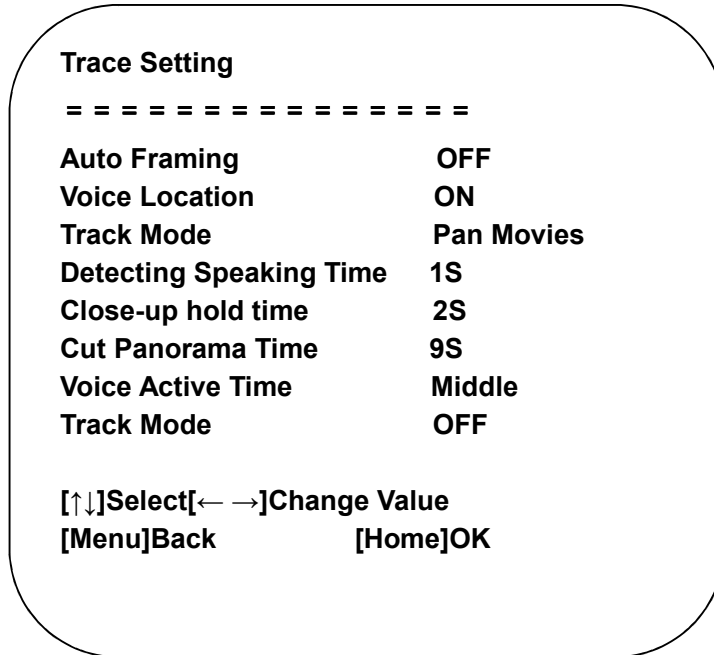 Trace Setting
= = = = = = = = = = = = = = =
Auto Framing OFF
Voice Location ON
Track Mode Pan Movies
Detecting Speaking Time 1S
Close-up hold time 2S
Cut Panorama Time 9S
Voice Active Time Middle
Track Mode OFF
[↑↓]Select[← →]Change Value
[Menu]Back [Home]OK